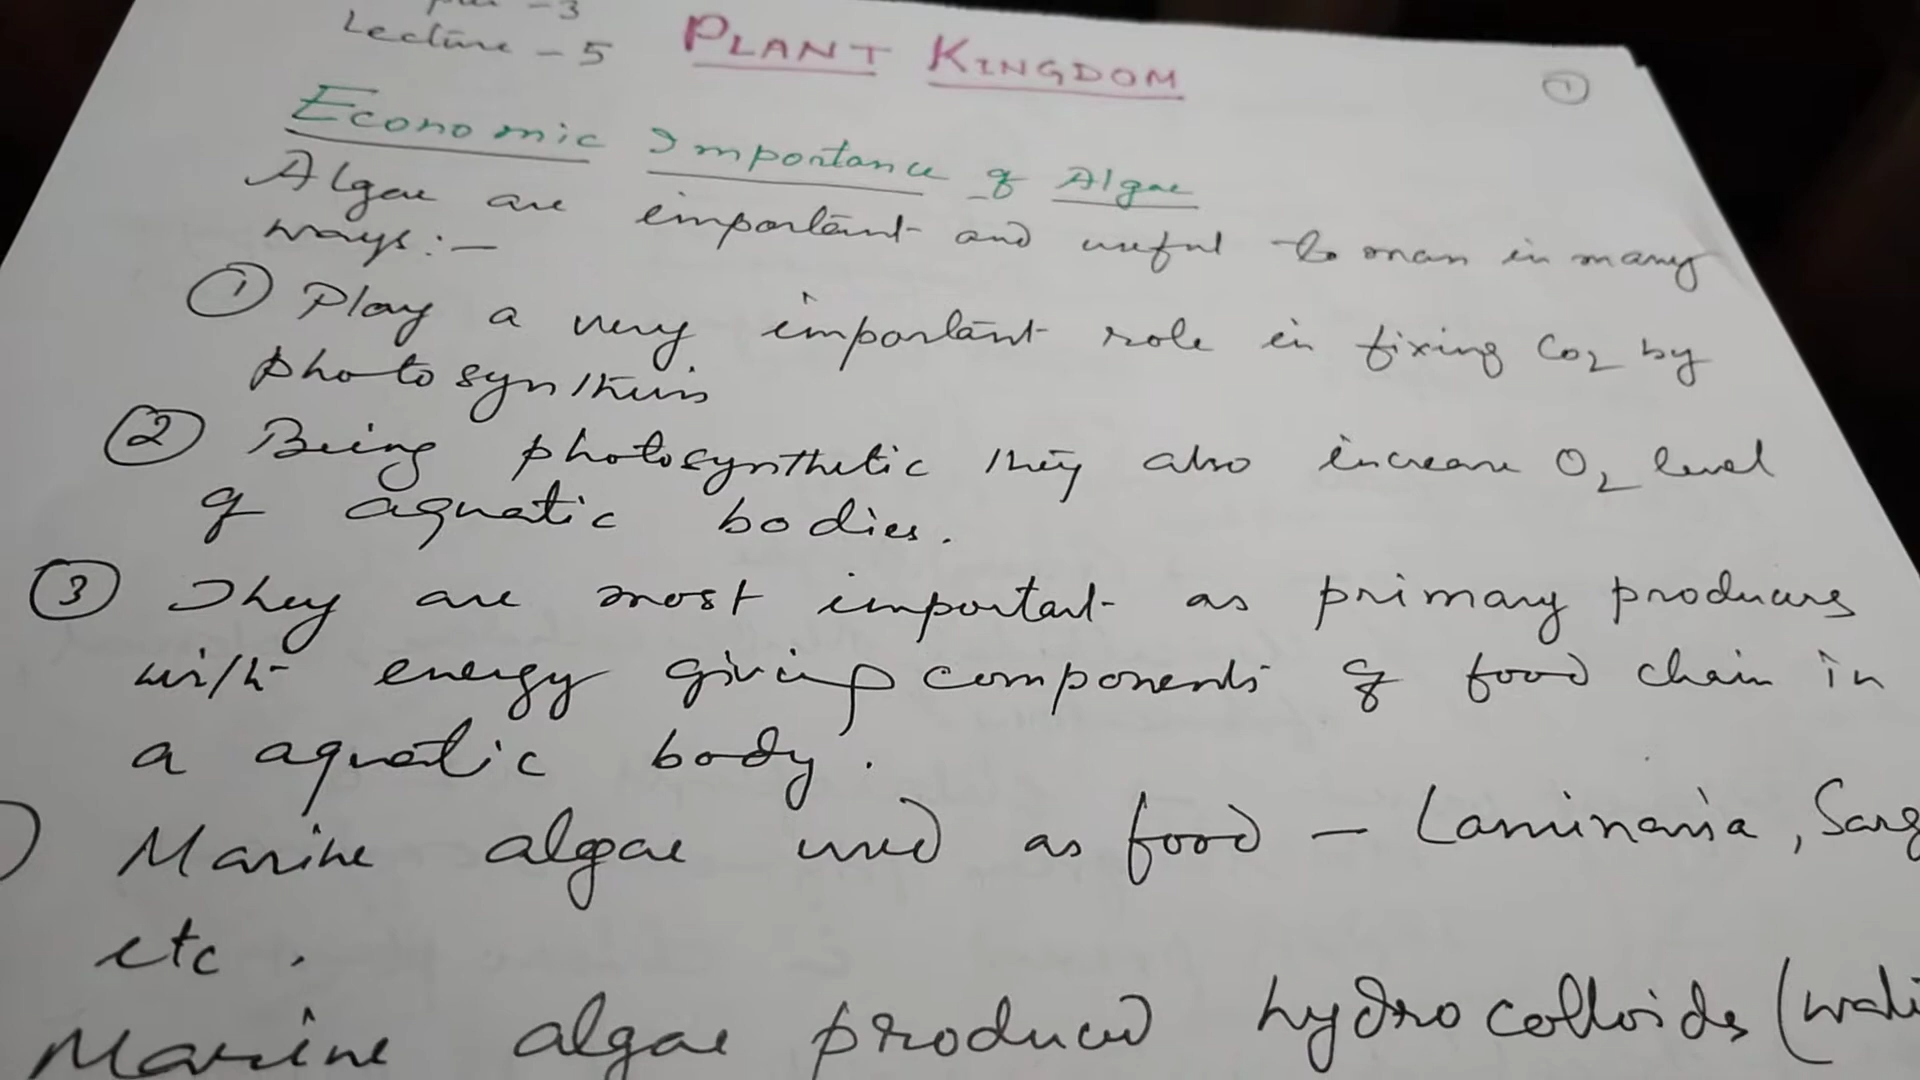 -3
Lecture - 5 PLANT KINGDOM
1
Economic Importance of Algae
Algae are important and useful to man in many
ways:-
① Play a very important role in fixing CO2 by
photosynthesis
② Being photosynthetic they also increase O2 level
of aquatic bodies.
③ They are most important as primary producers
with energy giving components of food chain in
a aquatic body.
Marine algae used as food - Laminaria, Sarg
etc.
Marine algae produced hydrocolloids (